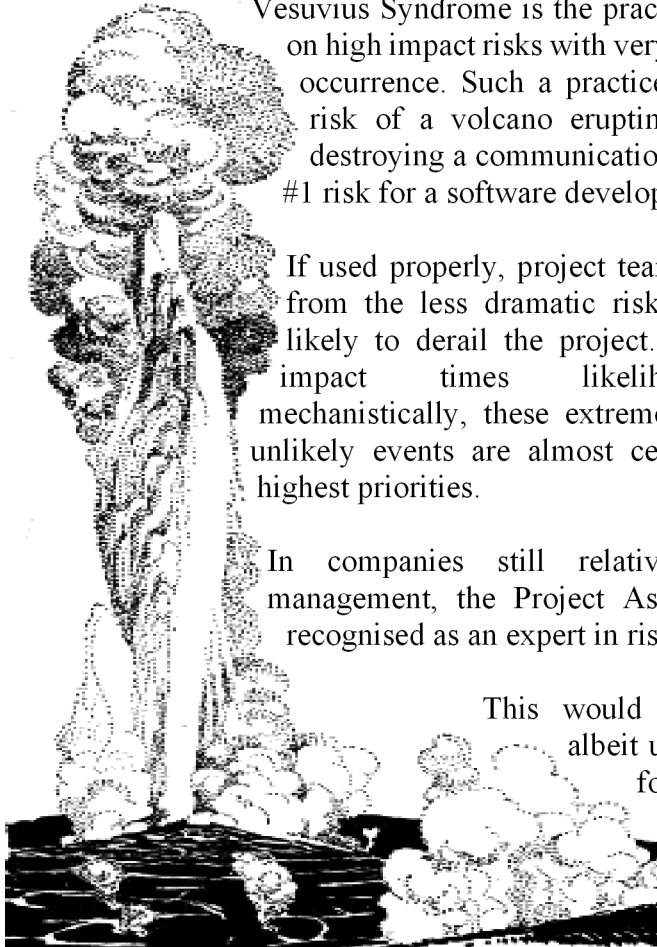 Vesuvius Syndrome is the prac
on high impact risks with very
occurrence. Such a practice
risk of a volcano eruptin
destroying a communicatio
#1 risk for a software develop
If used properly, project tea
from the less dramatic risk
likely to derail the project.
impact times likelih
mechanistically, these extreme
unlikely events are almost ce
highest priorities.
In companies still relativ
management, the Project As
recognised as an expert in ris
This would
albeit u
fo